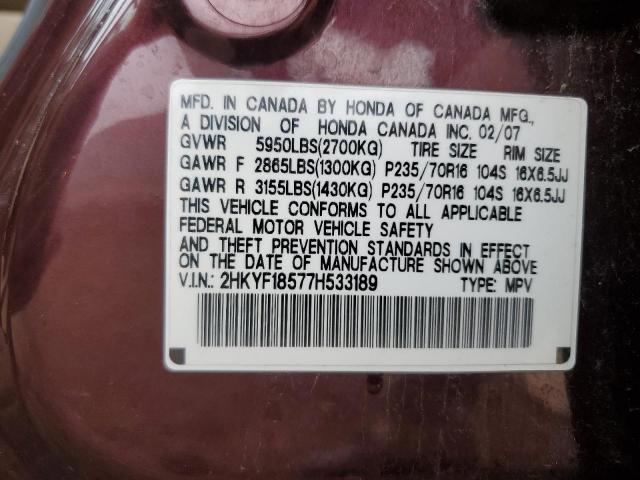 MFD. IN CANADA BY HONDA OF CANADA MFG.,
A DIVISION OF HONDA CANADA INC. 02/07
GVWR 5950LBS(2700KG) TIRE SIZE RIM SIZE
GAWR F 2865LBS(1300KG) P235/70R16 104S 16X6.5JJ
GAWR R 3155LBS(1430KG) P235/70R16 104S 16X6.5JJ
THIS VEHICLE CONFORMS TO ALL APPLICABLE
FEDERAL MOTOR VEHICLE SAFETY
AND THEFT PREVENTION STANDARDS IN EFFECT
ON THE DATE OF MANUFACTURE SHOWN ABOVE
V.I.N.: 2HKYF18577H533189 TYPE: MPV